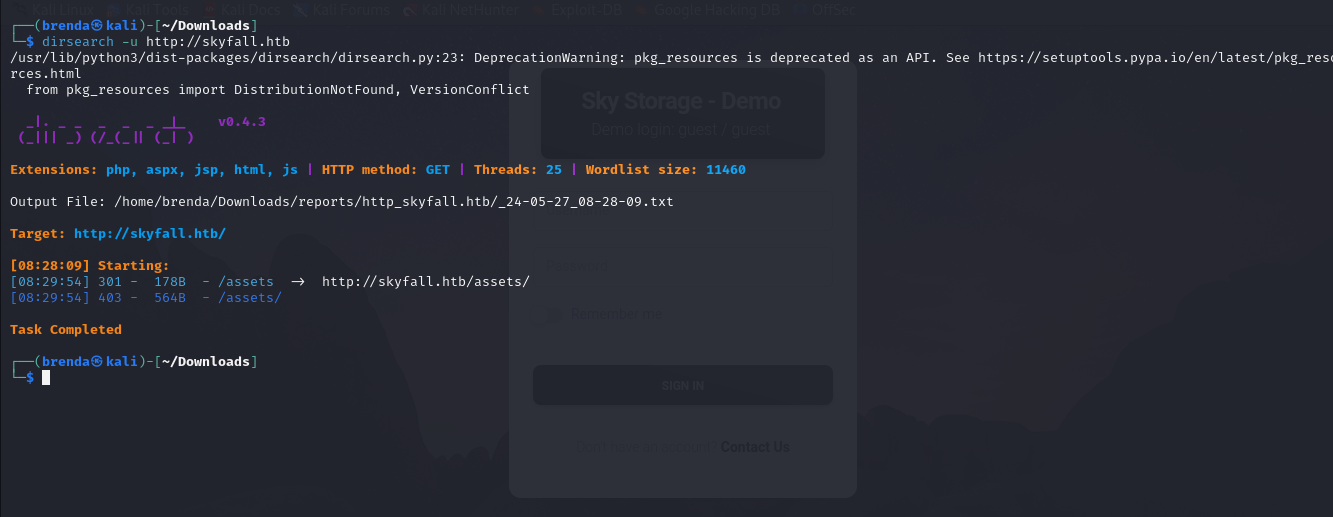 Kali Linux Kali Tools Kali Docs Kali Forums Kali NetHunter Exploit-DB Google Hacking DB OffSec
┌──(brenda㉿kali)-[~/Downloads]
└─$ dirsearch -u http://skyfall.htb
/usr/lib/python3/dist-packages/dirsearch/dirsearch.py:23: DeprecationWarning: pkg_resources is deprecated as an API. See https://setuptools.pypa.io/en/latest/pkg_resou
rces.html
  from pkg_resources import DistributionNotFound, VersionConflict
v0.4.3
Extensions: php, aspx, jsp, html, js | HTTP method: GET | Threads: 25 | Wordlist size: 11460
Output File: /home/brenda/Downloads/reports/http_skyfall.htb/_24-05-27_08-28-09.txt
Target: http://skyfall.htb/
[08:28:09] Starting:
[08:29:54] 301 -  178B  - /assets  ->  http://skyfall.htb/assets/
[08:29:54] 403 -  564B  - /assets/
Task Completed
┌──(brenda㉿kali)-[~/Downloads]
└─$
Sky Storage - Demo
Demo login: guest / guest
Remember me
SIGN IN
Don't have an account? Contact Us